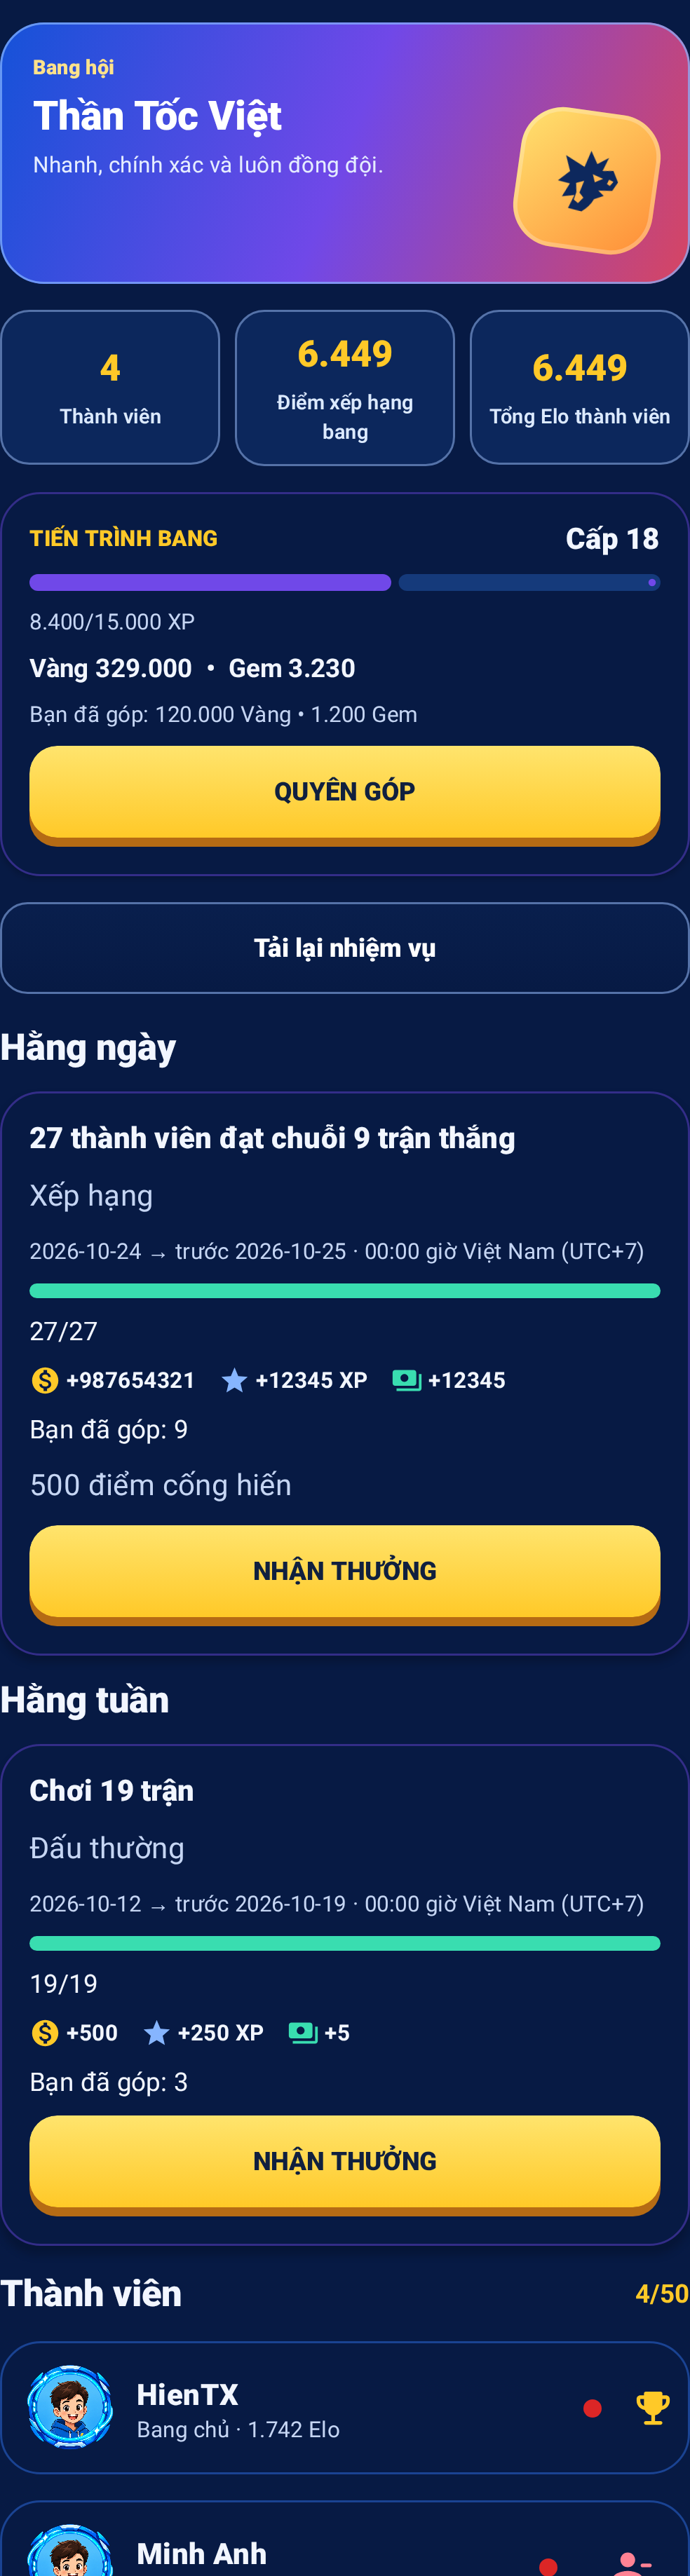 Bang hội
Thần Tốc Việt
Nhanh, chính xác và luôn đồng đội.
4
Thành viên
6.449
Điểm xếp hạng
bang
6.449
Tổng Elo thành viên
TIẾN TRÌNH BANG
Cấp 18
8.400/15.000 XP
Vàng 329.000 • Gem 3.230
Bạn đã góp: 120.000 Vàng • 1.200 Gem
QUYÊN GÓP
Tải lại nhiệm vụ
Hằng ngày
27 thành viên đạt chuỗi 9 trận thắng
Xếp hạng
2026-10-24 → trước 2026-10-25 · 00:00 giờ Việt Nam (UTC+7)
27/27
+987654321 +12345 XP +12345
Bạn đã góp: 9
500 điểm cống hiến
NHẬN THƯỞNG
Hằng tuần
Chơi 19 trận
Đấu thường
2026-10-12 → trước 2026-10-19 · 00:00 giờ Việt Nam (UTC+7)
19/19
+500 +250 XP +5
Bạn đã góp: 3
NHẬN THƯỞNG
Thành viên
4/50
HienTX
Bang chủ · 1.742 Elo
Minh Anh